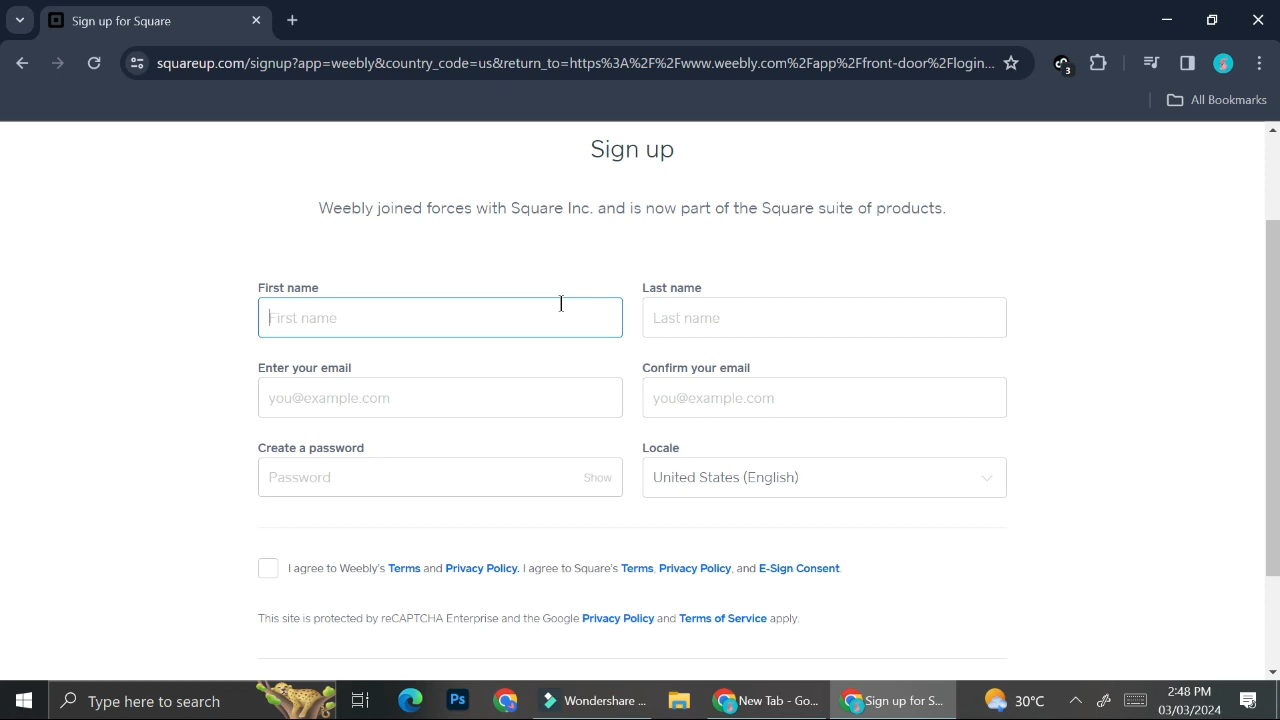 Sign up for Square
squareup.com/signup?app=weebly&country_code=us&return_to=https%3A%2F%2Fwww.weebly.com%2Fapp%2Ffront-door%2Flogin...
3
All Bookmarks
Sign up
Weebly joined forces with Square Inc. and is now part of the Square suite of products.
First name Last name
First name Last name
Enter your email Confirm your email
you@example.com you@example.com
Create a password Locale
Password Show United States (English)
I agree to Weebly's Terms and Privacy Policy. I agree to Square's Terms, Privacy Policy, and E-Sign Consent.
This site is protected by reCAPTCHA Enterprise and the Google Privacy Policy and Terms of Service apply.
Type here to search Ps Wondershare ... New Tab - Go... Sign up for S... 30°C 2:48 PM
03/03/2024